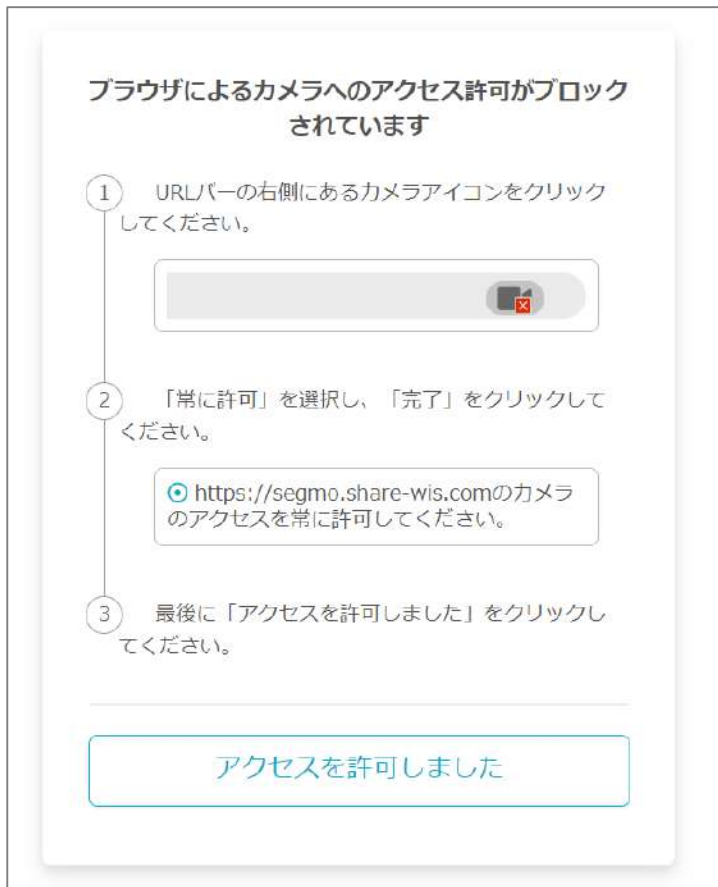 ブラウザによるカメラへのアクセス許可がブロック
されています
1 URLバーの右側にあるカメラアイコンをクリック
してください。
2 「常に許可」を選択し、「完了」をクリックして
ください。
https://segmo.share-wis.comのカメラ
のアクセスを常に許可してください。
3 最後に「アクセスを許可しました」をクリックし
てください。
アクセスを許可しました